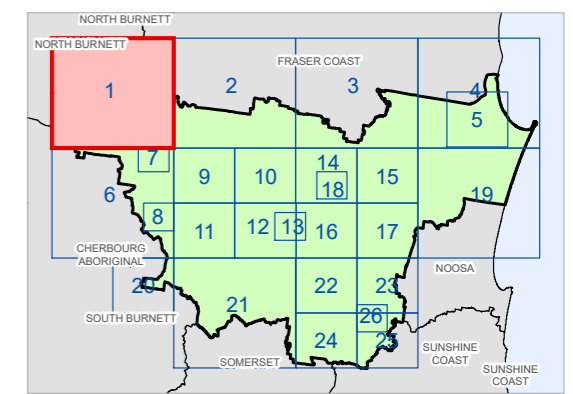 NORTH BURNETT
NORTH BURNETT
FRASER COAST
1
2
3
4
5
7
6
9
10
14
18
15
19
8
11
12
13
16
17
CHERBOURG
ABORIGINAL
NOOSA
20
22
23
21
SOUTH BURNETT
26
24
25
SOMERSET
SUNSHINE
COAST
SUNSHINE
COAST